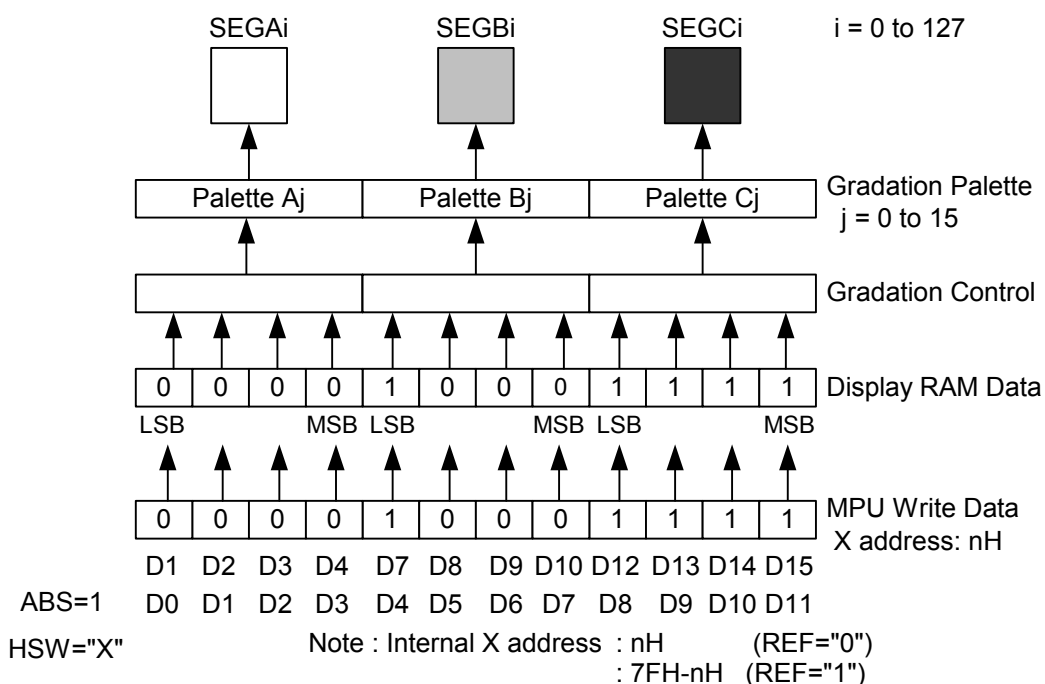 SEGAi SEGBi SEGCi i = 0 to 127
Palette Aj Palette Bj Palette Cj Gradation Palette
j = 0 to 15
Gradation Control
0 0 0 0 1 0 0 0 1 1 1 1 Display RAM Data
LSB MSB LSB MSB LSB MSB
0 0 0 0 1 0 0 0 1 1 1 1 MPU Write Data
X address: nH
D1 D2 D3 D4 D7 D8 D9 D10 D12 D13 D14 D15
ABS=1 D0 D1 D2 D3 D4 D5 D6 D7 D8 D9 D10 D11
HSW="X" Note : Internal X address : nH (REF="0")
: 7FH-nH (REF="1")